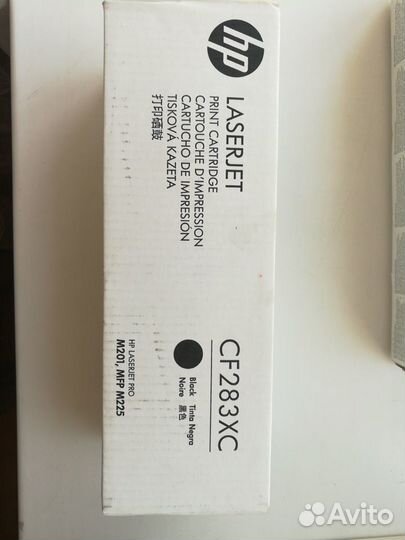 hp
LASERJET
PRINT CARTRIDGE
CARTOUCHE D'IMPRESSION
CARTUCHO DE IMPRESIÓN
TISKOVÁ KAZETA
打印硒鼓
CF283XC
Black Tinta Negra
Noire 黑色
HP LASERJET PRO
M201, MFP M225
Avito